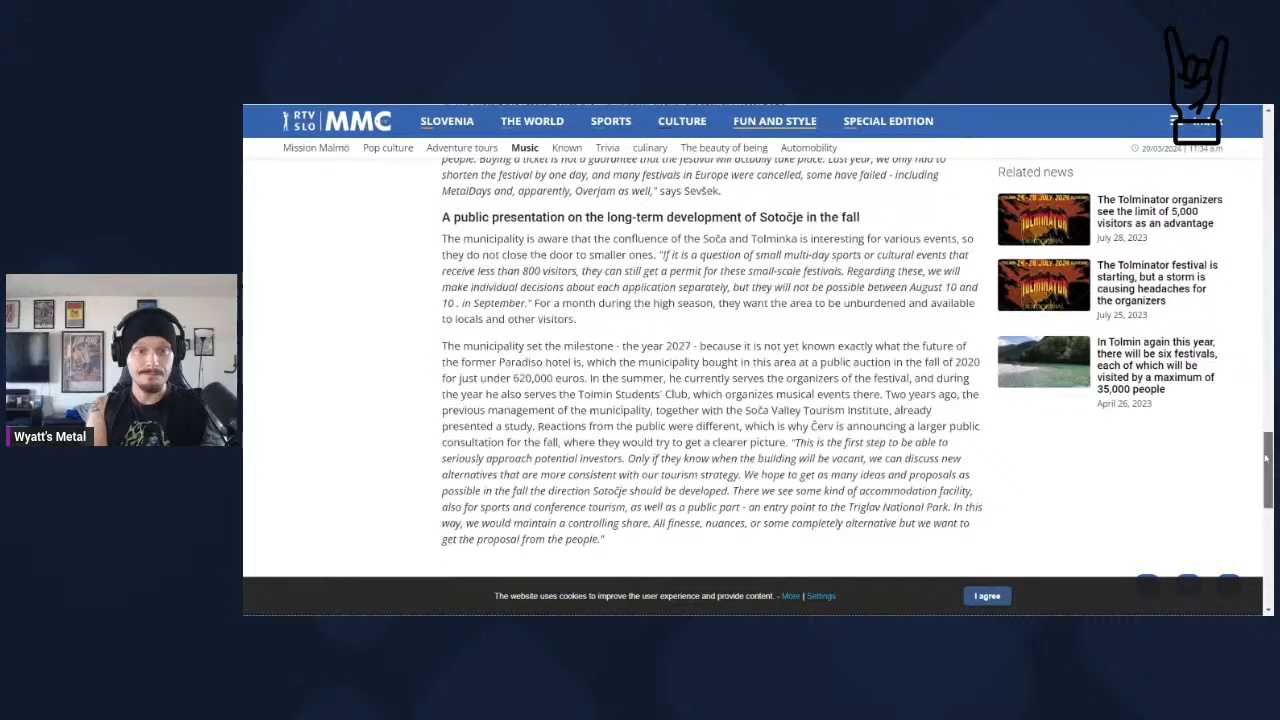 RTV
SLO
MMC
SLOVENIA
THE WORLD
SPORTS
CULTURE
FUN AND STYLE
SPECIAL EDITION
Mission Malmö
Pop culture
Adventure tours
Music
Known
Trivia
culinary
The beauty of being
Automobility
20/03/2024 | 11:34 a.m
people. Buying a ticket is not a guarantee that the festival will actually take place. Last year, we only had to
shorten the festival by one day, and many festivals in Europe were cancelled, some have failed - including
MetalDays and, apparently, Overjam as well," says Sevšek.
A public presentation on the long-term development of Sotočje in the fall
The municipality is aware that the confluence of the Soča and Tolminka is interesting for various events, so
they do not close the door to smaller ones. "If it is a question of small multi-day sports or cultural events that
receive less than 800 visitors, they can still get a permit for these small-scale festivals. Regarding these, we will
make individual decisions about each application separately, but they will not be possible between August 10 and
10 . in September." For a month during the high season, they want the area to be unburdened and available
to locals and other visitors.
The municipality set the milestone - the year 2027 - because it is not yet known exactly what the future of
the former Paradiso hotel is, which the municipality bought in this area at a public auction in the fall of 2020
for just under 620,000 euros. In the summer, he currently serves the organizers of the festival, and during
the year he also serves the Tolmin Students' Club, which organizes musical events there. Two years ago, the
previous management of the municipality, together with the Soča Valley Tourism Institute, already
presented a study. Reactions from the public were different, which is why Červ is announcing a larger public
consultation for the fall, where they would try to get a clearer picture. "This is the first step to be able to
seriously approach potential investors. Only if they know when the building will be vacant, we can discuss new
alternatives that are more consistent with our tourism strategy. We hope to get as many ideas and proposals as
possible in the fall the direction Sotočje should be developed. There we see some kind of accommodation facility,
also for sports and conference tourism, as well as a public part - an entry point to the Triglav National Park. In this
way, we would maintain a controlling share. All finesse, nuances, or some completely alternative but we want to
get the proposal from the people."
Related news
The Tolminator organizers
see the limit of 5,000
visitors as an advantage
July 28, 2023
The Tolminator festival is
starting, but a storm is
causing headaches for
the organizers
July 25, 2023
In Tolmin again this year,
there will be six festivals,
each of which will be
visited by a maximum of
35,000 people
April 26, 2023
TOLMINATOR
TOLMINATOR
Wyatt's Metal
The website uses cookies to improve the user experience and provide content. - More | Settings
I agree